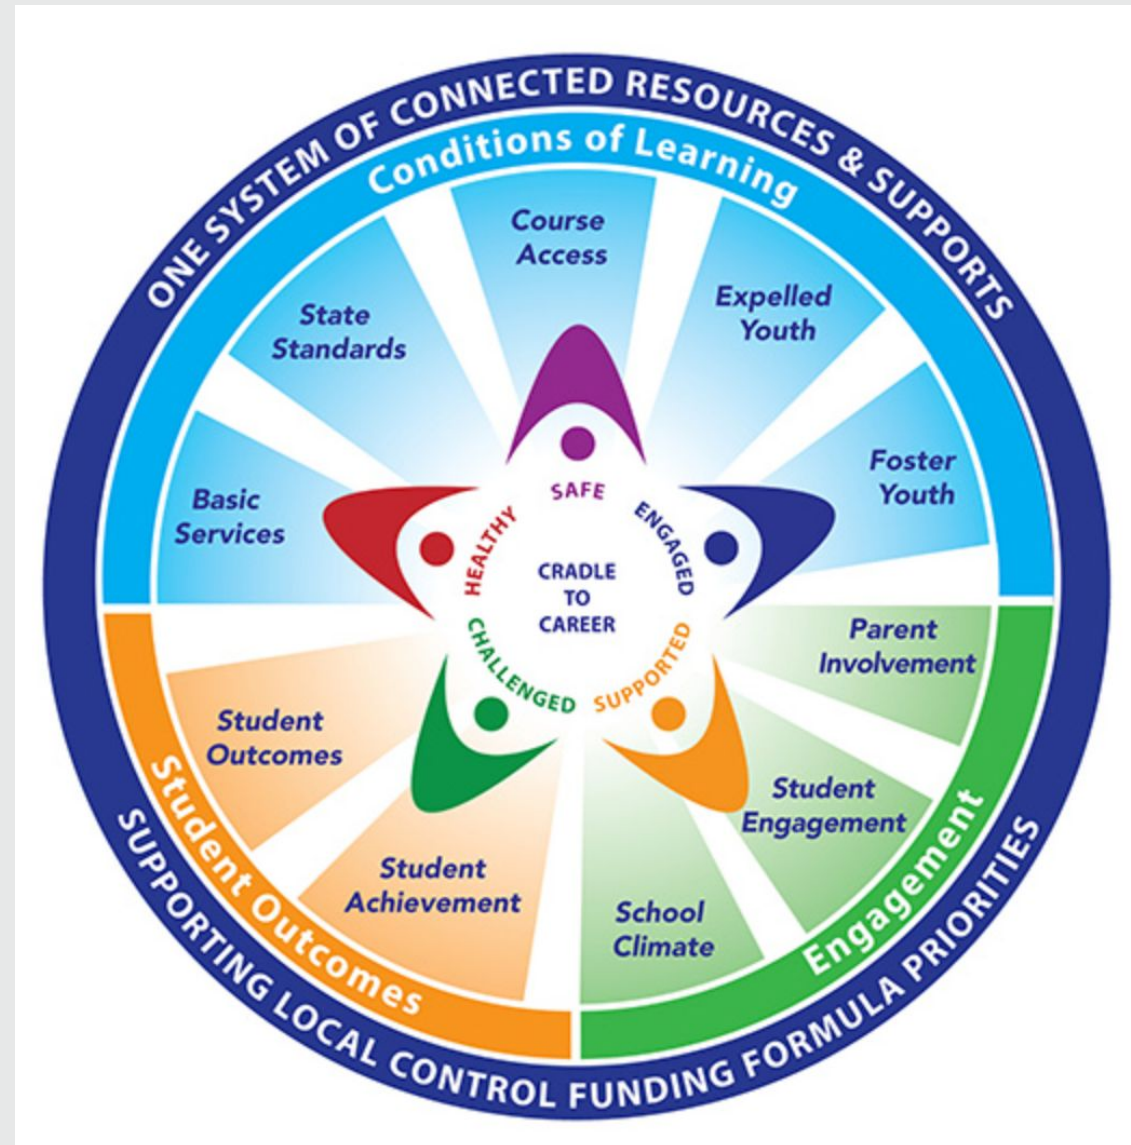 ONE SYSTEM OF CONNECTED RESOURCES & SUPPORTS
Conditions of Learning
Basic
Services
State
Standards
Course
Access
Expelled
Youth
Foster
Youth
Parent
Involvement
Student
Engagement
School
Climate
Engagement
Student
Achievement
Student
Outcomes
Student Outcomes
SAFE
ENGAGED
SUPPORTED
CHALLENGED
HEALTHY
CRADLE
TO
CAREER
SUPPORTING LOCAL CONTROL FUNDING FORMULA PRIORITIES